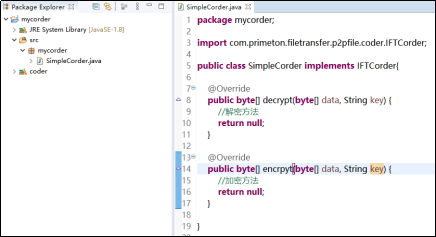 Package Explorer
mycorder
JRE System Library [JavaSE-1.8]
src
mycorder
SimpleCorder.java
coder
SimpleCorder.java
1 package mycorder;
2
3 import com.primeton.filetransfer.p2pfile.coder.IFTCorder;
4
5 public class SimpleCorder implements IFTCorder{
6
7 @Override
8 public byte[] decrypt(byte[] data, String key) {
9 //解密方法
10 return null;
11 }
12
13 @Override
14 public byte[] encrpyt(byte[] data, String key) {
15 //加密方法
16 return null;
17 }
18
19 }